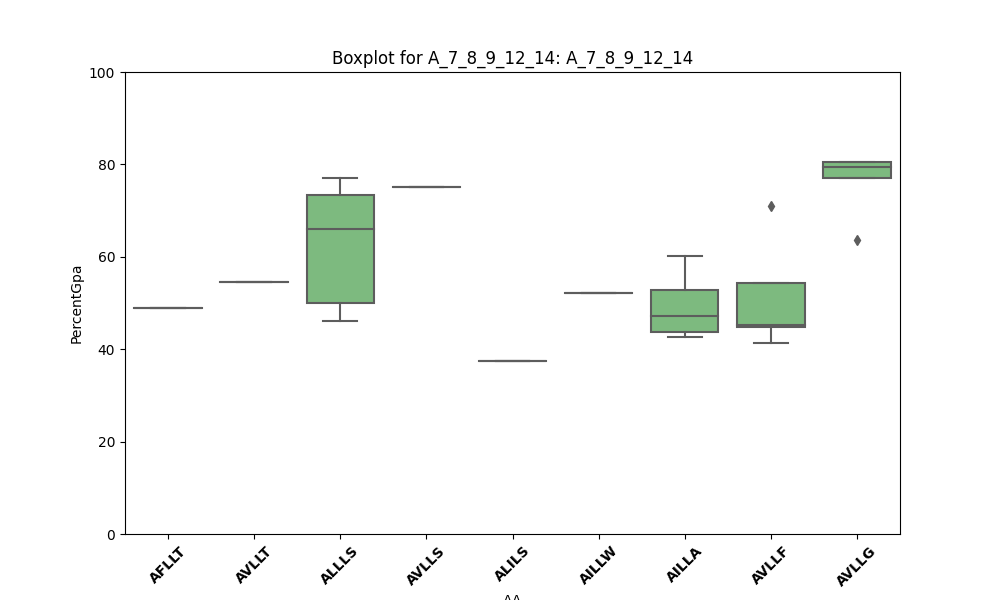 Boxplot for A_7_8_9_12_14: A_7_8_9_12_14
100
80
60
40
20
0
PercentGpa
AFLLT
AVLLT
ALLLS
AVLLS
ALILS
AILLW
AILLA
AVLLF
AVLLG
AA